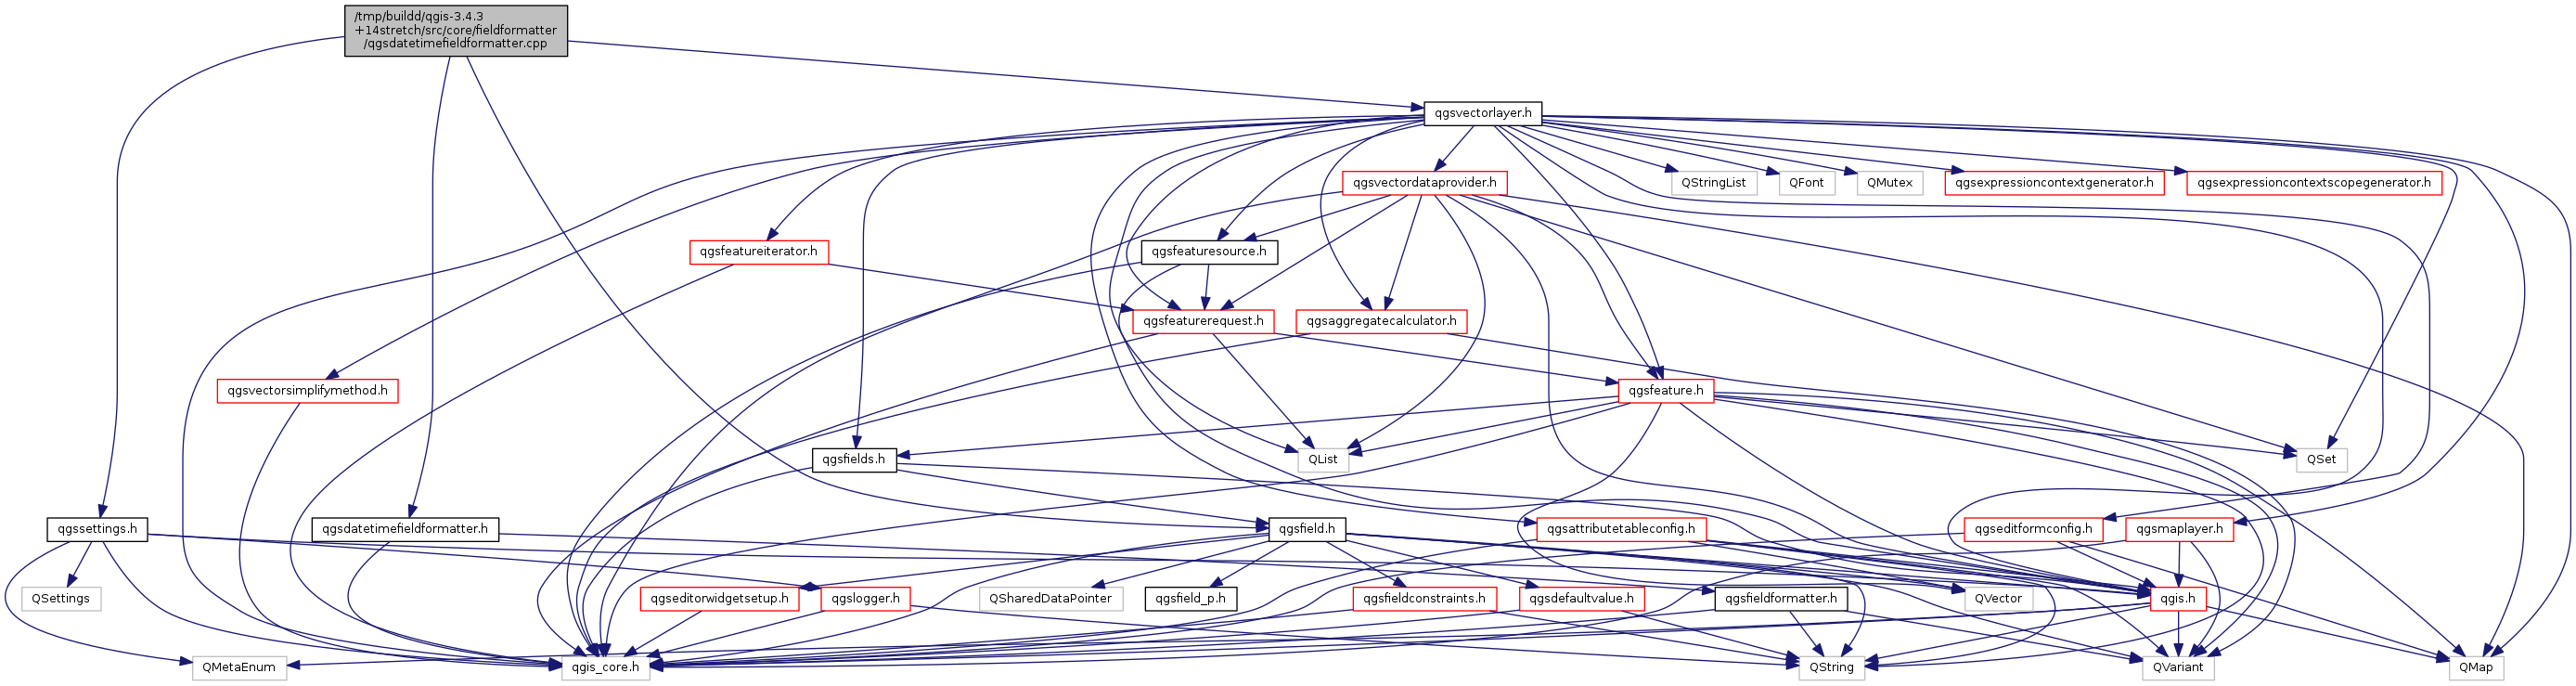 /tmp/buildd/qgis-3.4.3
+14stretch/src/core/fieldformatter
/qgsdatetimefieldformatter.cpp
qgsvectorlayer.h
qgsvectordataprovider.h
QStringList
QFont
QMutex
qgsexpressioncontextgenerator.h
qgsexpressioncontextscopegenerator.h
qgsfeatureiterator.h
qgsfeaturesource.h
qgsfeaturerequest.h
qgsaggregatecalculator.h
qgsvectorsimplifymethod.h
qgsfeature.h
qgsfields.h
QList
QSet
qgssettings.h
qgsdatetimefieldformatter.h
qgsfield.h
qgsattributetableconfig.h
qgseditformconfig.h
qgsmaplayer.h
QSettings
qgseditorwidgetsetup.h
qgslogger.h
QSharedDataPointer
qgsfield_p.h
qgsfieldconstraints.h
qgsdefaultvalue.h
qgsfieldformatter.h
QVector
qgis.h
QMetaEnum
qgis_core.h
QString
QVariant
QMap